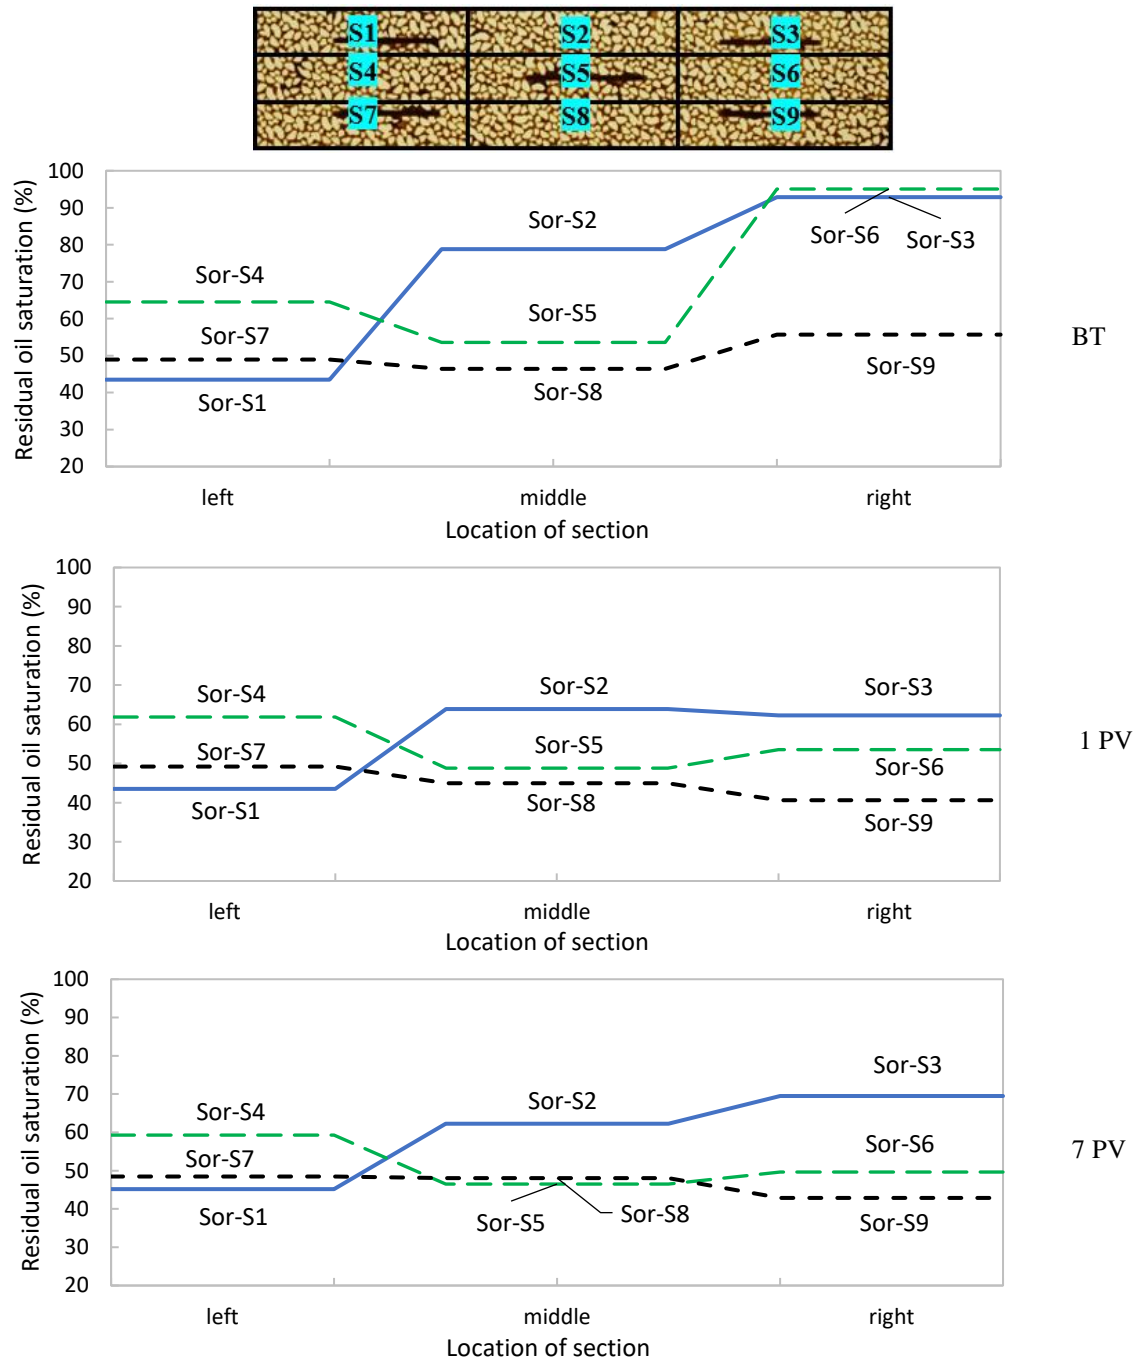 S1 S2 S3
S4 S5 S6
S7 S8 S9
Residual oil saturation (%)
100
90
80
70
60
50
40
30
20
Sor-S2
Sor-S6
Sor-S3
Sor-S4
Sor-S5
Sor-S7
Sor-S9
Sor-S1
Sor-S8
left middle right
Location of section
BT
Residual oil saturation (%)
100
90
80
70
60
50
40
30
20
Sor-S4
Sor-S2
Sor-S3
Sor-S7
Sor-S5
Sor-S6
Sor-S1
Sor-S8
Sor-S9
left middle right
Location of section
1 PV
Residual oil saturation (%)
100
90
80
70
60
50
40
30
20
Sor-S3
Sor-S4
Sor-S2
Sor-S7
Sor-S6
Sor-S1
Sor-S5
Sor-S8
Sor-S9
left middle right
Location of section
7 PV